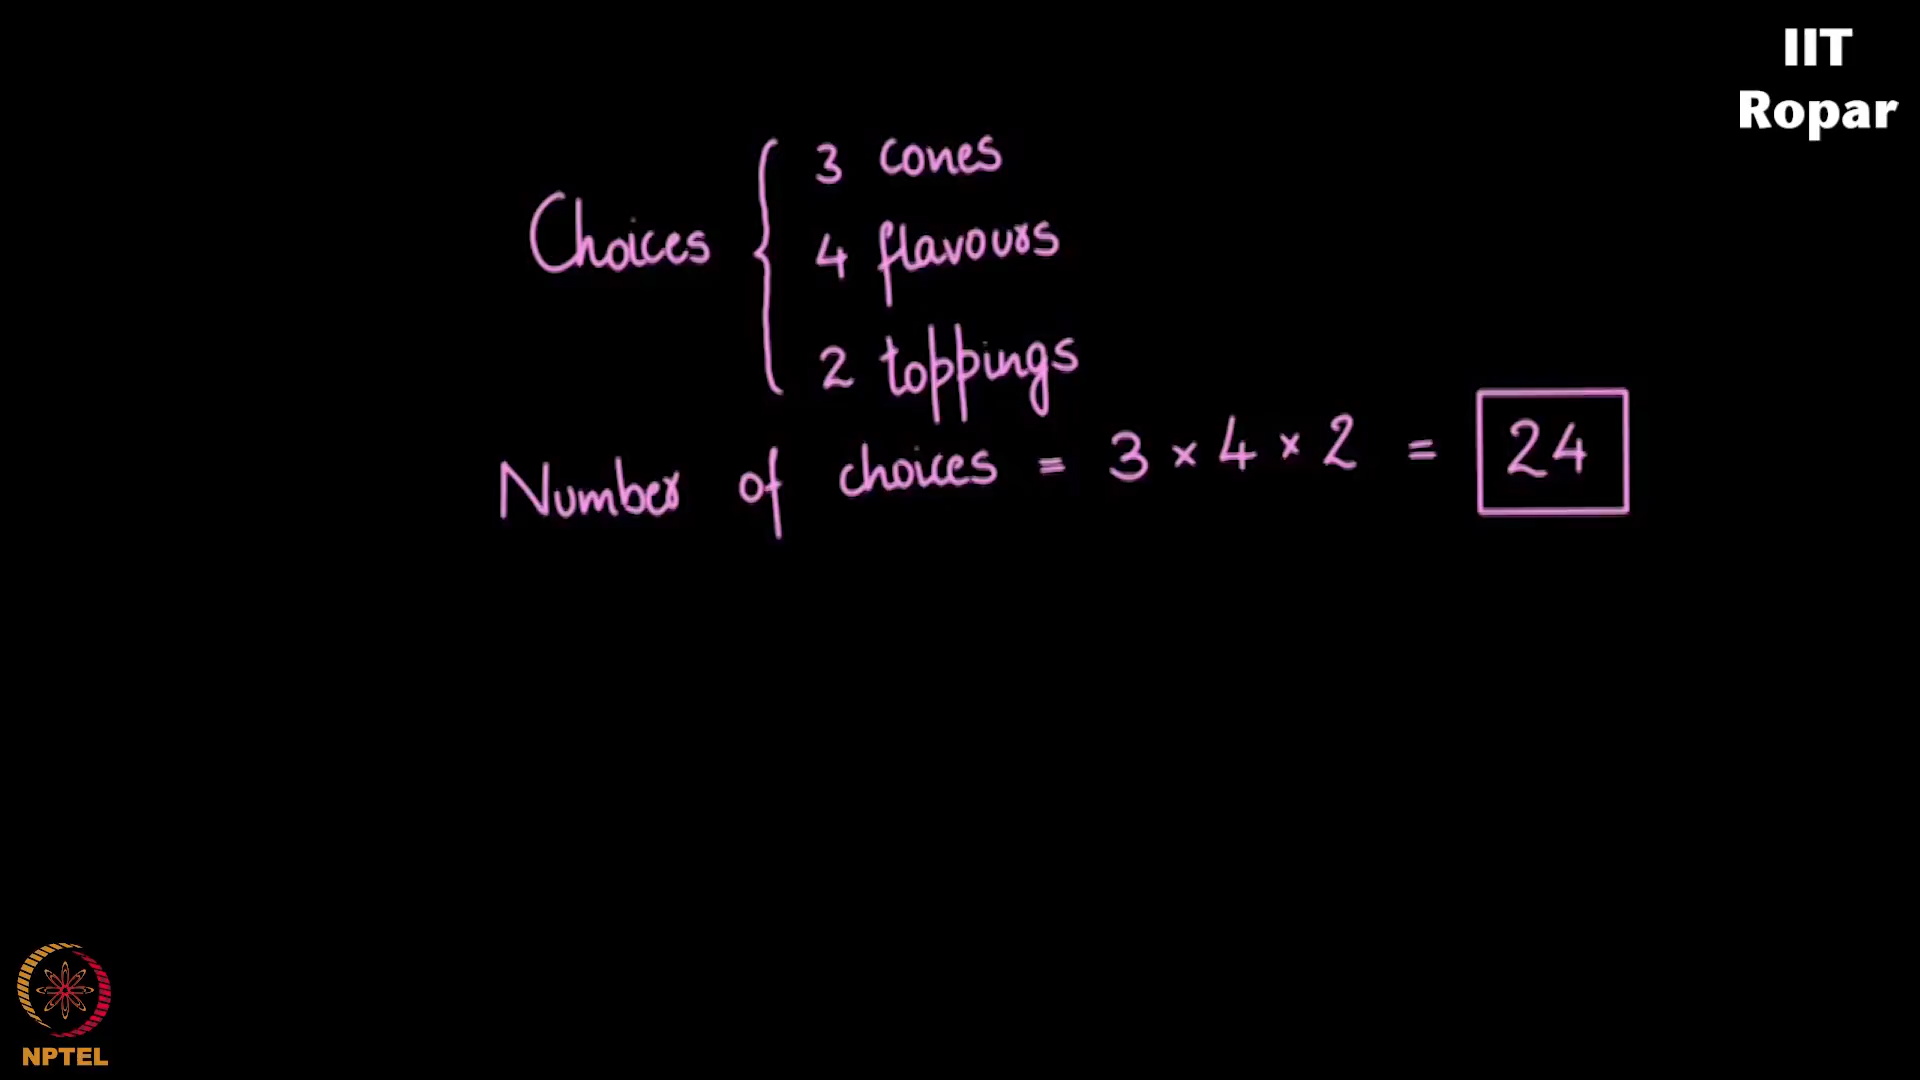 IIT
Ropar
Choices { 3 cones
4 flavours
2 toppings
Number of choices = 3 × 4 × 2 = 24
NPTEL